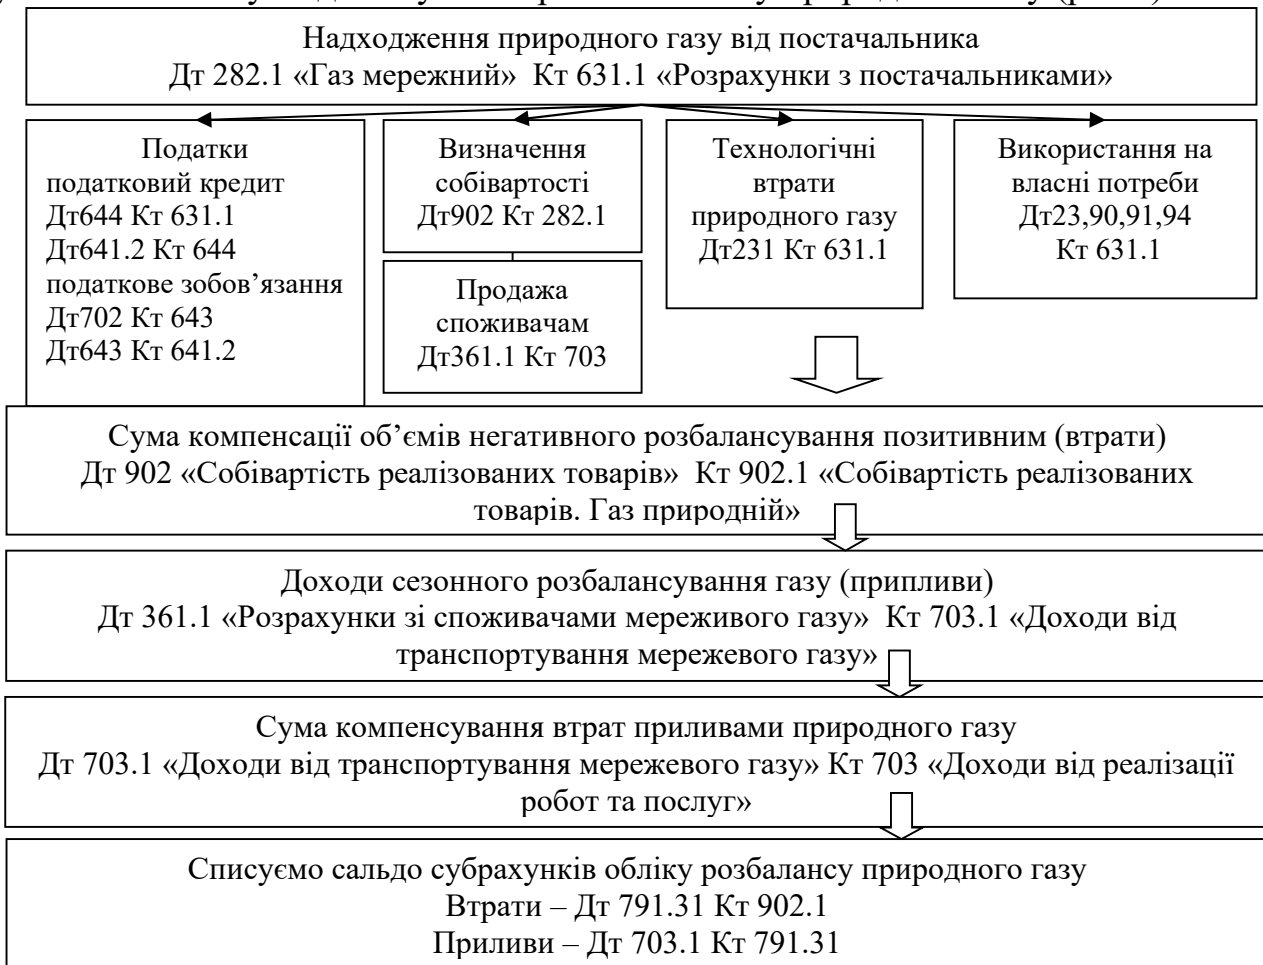 Надходження природного газу від постачальника
Дт 282.1 «Газ мережний» Кт 631.1 «Розрахунки з постачальниками»
Податки
податковий кредит
Дт644 Кт 631.1
Дт641.2 Кт 644
податкове зобов’язання
Дт702 Кт 643
Дт643 Кт 641.2
Визначення
собівартості
Дт902 Кт 282.1
Продажа
споживачам
Дт361.1 Кт 703
Технологічні
втрати
природного газу
Дт231 Кт 631.1
Використання на
власні потреби
Дт23,90,91,94
Кт 631.1
Сума компенсації об’ємів негативного розбалансування позитивним (втрати)
Дт 902 «Собівартість реалізованих товарів» Кт 902.1 «Собівартість реалізованих
товарів. Газ природній»
Доходи сезонного розбалансування газу (припливи)
Дт 361.1 «Розрахунки зі споживачами мереживого газу» Кт 703.1 «Доходи від
транспортування мережевого газу»
Сума компенсування втрат приливами природного газу
Дт 703.1 «Доходи від транспортування мережевого газу» Кт 703 «Доходи від реалізації
робот та послуг»
Списуємо сальдо субрахунків обліку розбалансу природного газу
Втрати – Дт 791.31 Кт 902.1
Приливи – Дт 703.1 Кт 791.31